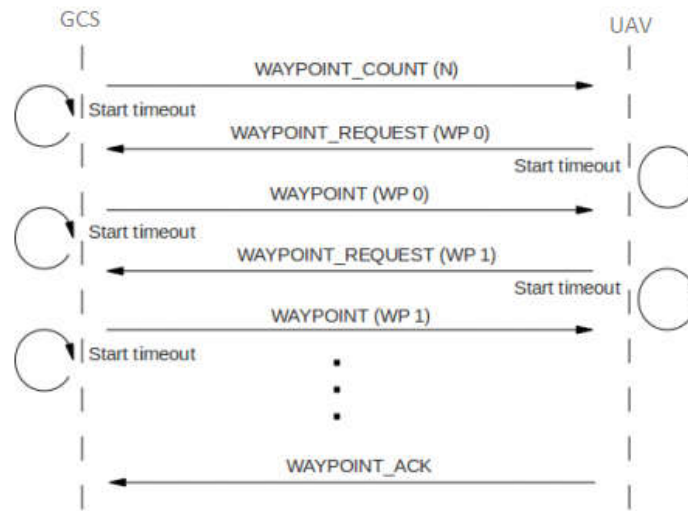 GCS
UAV
WAYPOINT_COUNT (N)
Start timeout
WAYPOINT_REQUEST (WP 0)
Start timeout
WAYPOINT (WP 0)
Start timeout
WAYPOINT_REQUEST (WP 1)
Start timeout
WAYPOINT (WP 1)
Start timeout
WAYPOINT_ACK